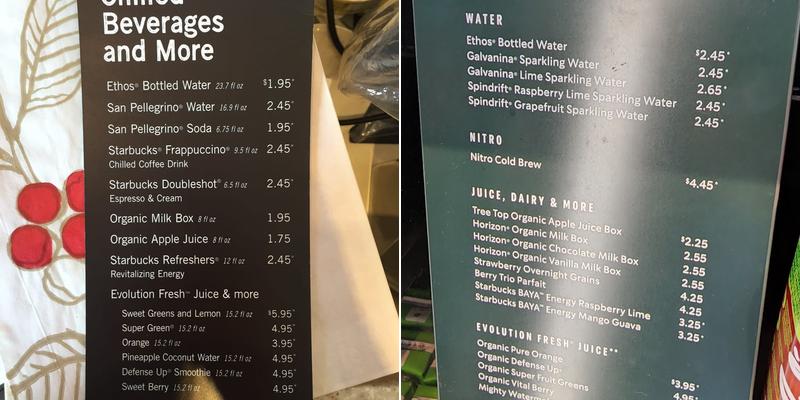 Beverages
and More
Ethos® Bottled Water 23.7 fl oz $1.95*
San Pellegrino® Water 16.9 fl oz 2.45*
San Pellegrino® Soda 6.75 fl oz 1.95*
Starbucks® Frappuccino® 9.5 fl oz 2.45*
Chilled Coffee Drink
Starbucks Doubleshot® 6.5 fl oz 2.45*
Espresso & Cream
Organic Milk Box 8 fl oz 1.95
Organic Apple Juice 8 fl oz 1.75
Starbucks Refreshers® 12 fl oz 2.45*
Revitalizing Energy
Evolution Fresh™ Juice & more
Sweet Greens and Lemon 15.2 fl oz $5.95*
Super Green® 15.2 fl oz 4.95*
Orange 15.2 fl oz 3.95*
Pineapple Coconut Water 15.2 fl oz 4.95*
Defense Up® Smoothie 15.2 fl oz 4.95*
Sweet Berry 15.2 fl oz 4.95*
WATER
Ethos® Bottled Water $2.45*
Galvanina® Sparkling Water 2.45*
Galvanina® Lime Sparkling Water 2.65*
Spindrift® Raspberry Lime Sparkling Water 2.45*
Spindrift® Grapefruit Sparkling Water 2.45*
NITRO
Nitro Cold Brew $4.45*
JUICE, DAIRY & MORE
Tree Top Organic Apple Juice Box $2.25
Horizon® Organic Milk Box 2.55
Horizon® Organic Chocolate Milk Box 2.55
Horizon® Organic Vanilla Milk Box 2.55
Strawberry Overnight Grains 4.25
Berry Trio Parfait 4.25
Starbucks BAYA™ Energy Raspberry Lime 3.25*
Starbucks BAYA™ Energy Mango Guava 3.25*
EVOLUTION FRESH® JUICE**
Organic Pure Orange $3.95*
Organic Defense Up® 4.95*
Organic Super Fruit Greens
Organic Vital Berry
Mighty